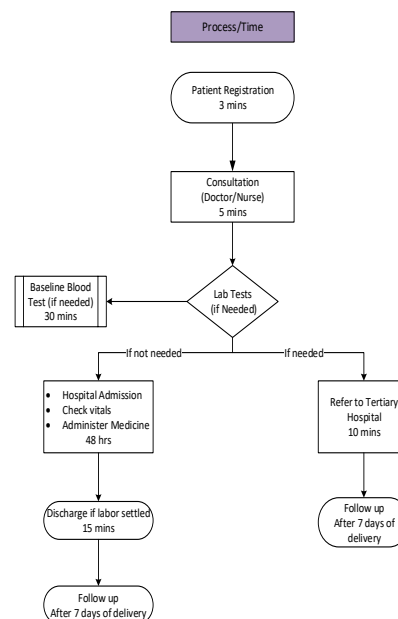 Process/Time
Patient Registration
3 mins
Consultation
(Doctor/Nurse)
5 mins
Baseline Blood
Test (if needed)
30 mins
Lab Tests
(if Needed)
If not needed
If needed
• Hospital Admission
• Check vitals
• Administer Medicine
48 hrs
Refer to Tertiary
Hospital
10 mins
Discharge if labor settled
15 mins
Follow up
After 7 days of
delivery
Follow up
After 7 days of delivery